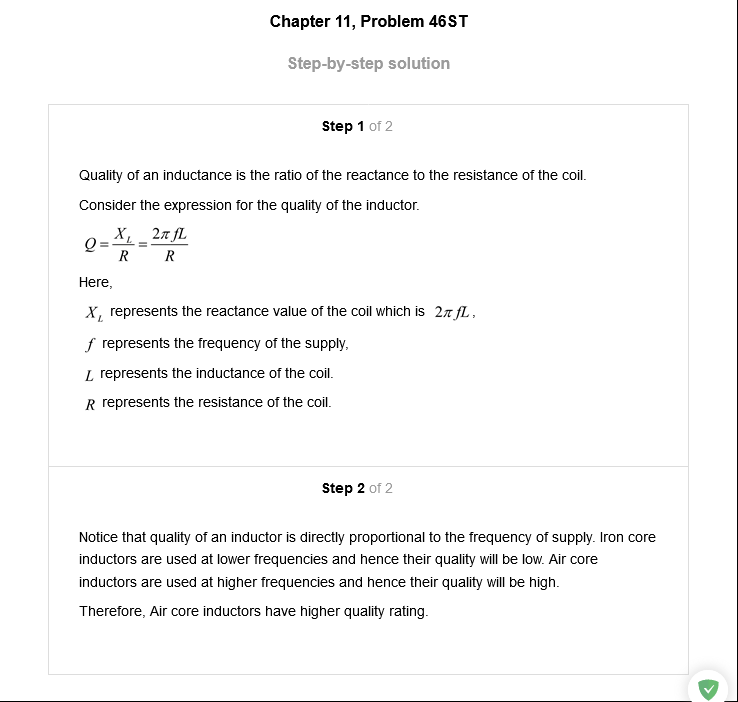 Chapter 11, Problem 46ST
Step-by-step solution
Step 1 of 2
Quality of an inductance is the ratio of the reactance to the resistance of the coil.
Consider the expression for the quality of the inductor.
Q = X_L / R = 2π fL / R
Here,
X_L represents the reactance value of the coil which is 2π fL,
f represents the frequency of the supply,
L represents the inductance of the coil.
R represents the resistance of the coil.
Step 2 of 2
Notice that quality of an inductor is directly proportional to the frequency of supply. Iron core
inductors are used at lower frequencies and hence their quality will be low. Air core
inductors are used at higher frequencies and hence their quality will be high.
Therefore, Air core inductors have higher quality rating.